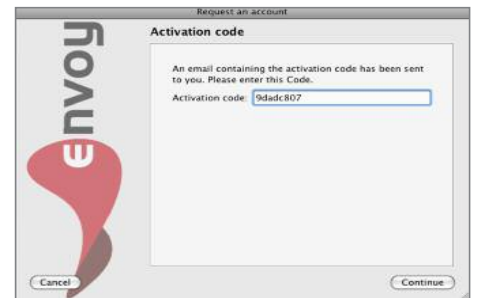 Request an account
envoy
Activation code
An email containing the activation code has been sent
to you. Please enter this Code.
Activation code: 9dadc807
Cancel
Continue